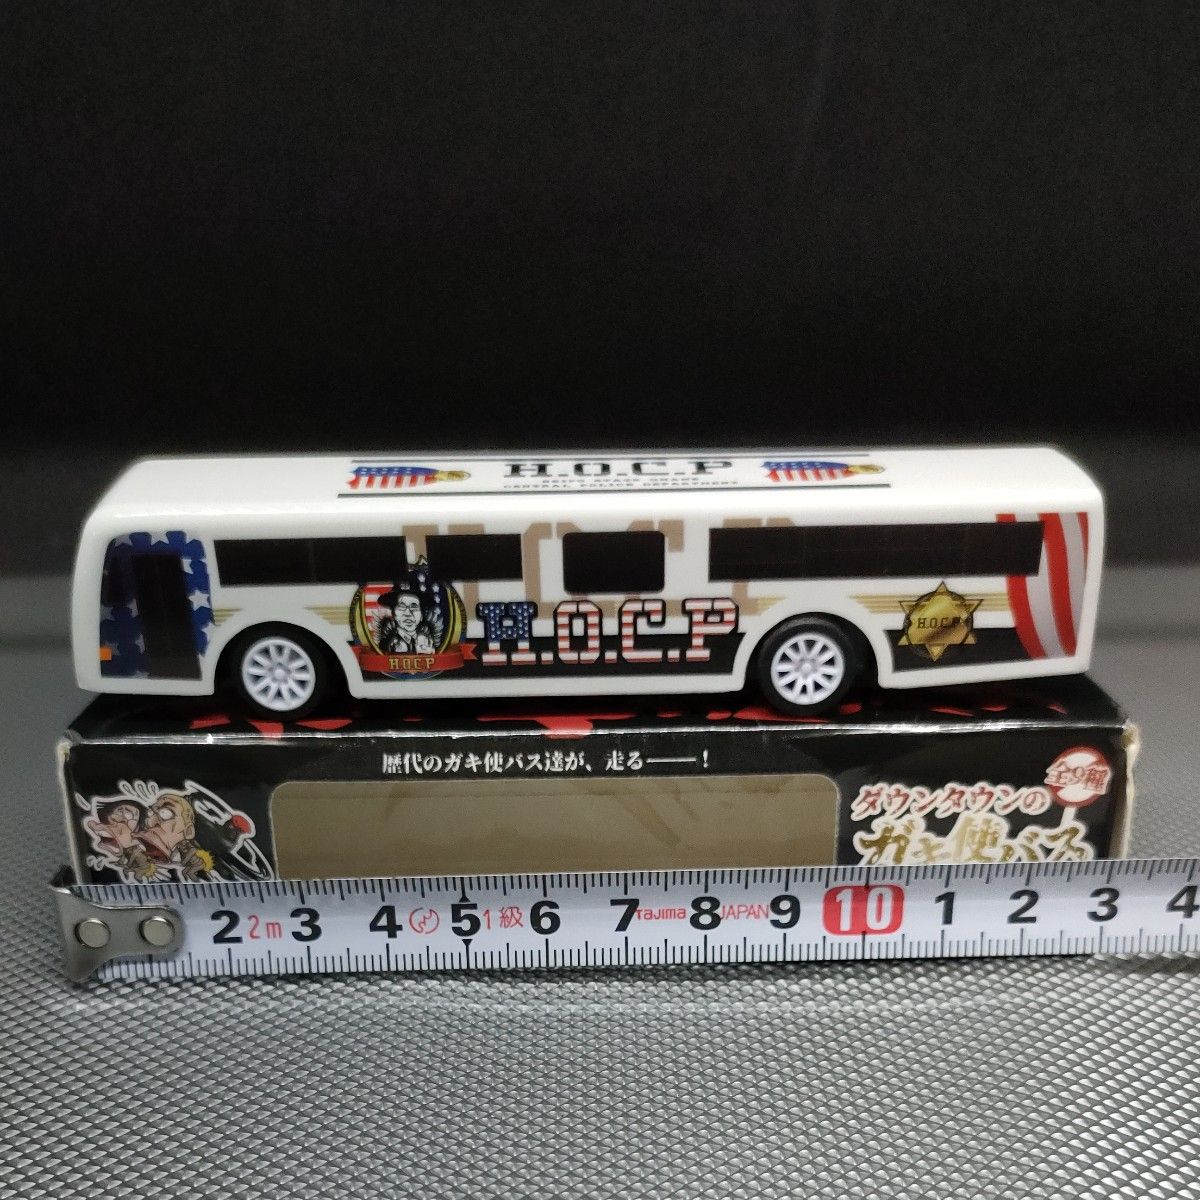 H.O.C.P
CENTRAL POLICE DEPARTMENT
H.O.C.P
H.O.C.P
H.O.C.P
歴代のガキ使バス達が、走る――!
全9種
ダウンタウンの
ガキ使バス
2 2m 3 4 5 1級 6 7 TaJima 8 JAPAN 9 10 1 2 3 4